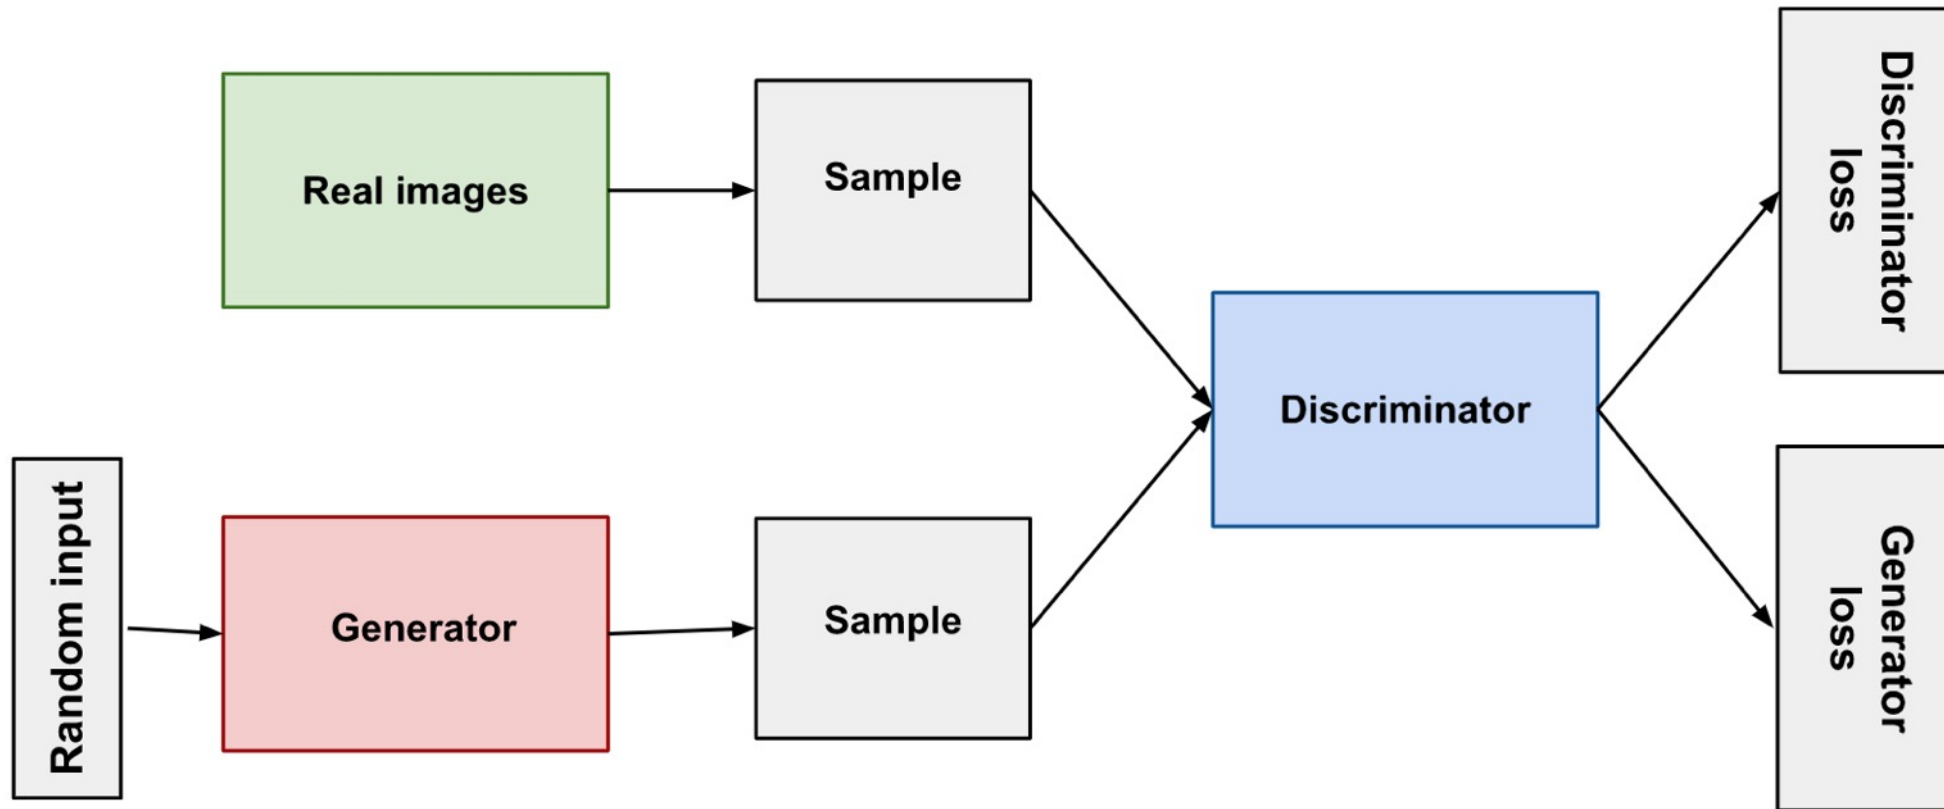 Real images
Sample
Discriminator
loss
Discriminator
Random input
Generator
Sample
Generator
loss